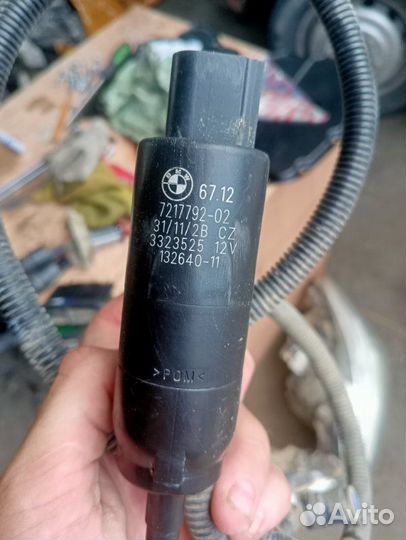 BMW 67.12
7217792-02
31/11/2B CZ
3323525 12V
132640-11
>POM<
Avito